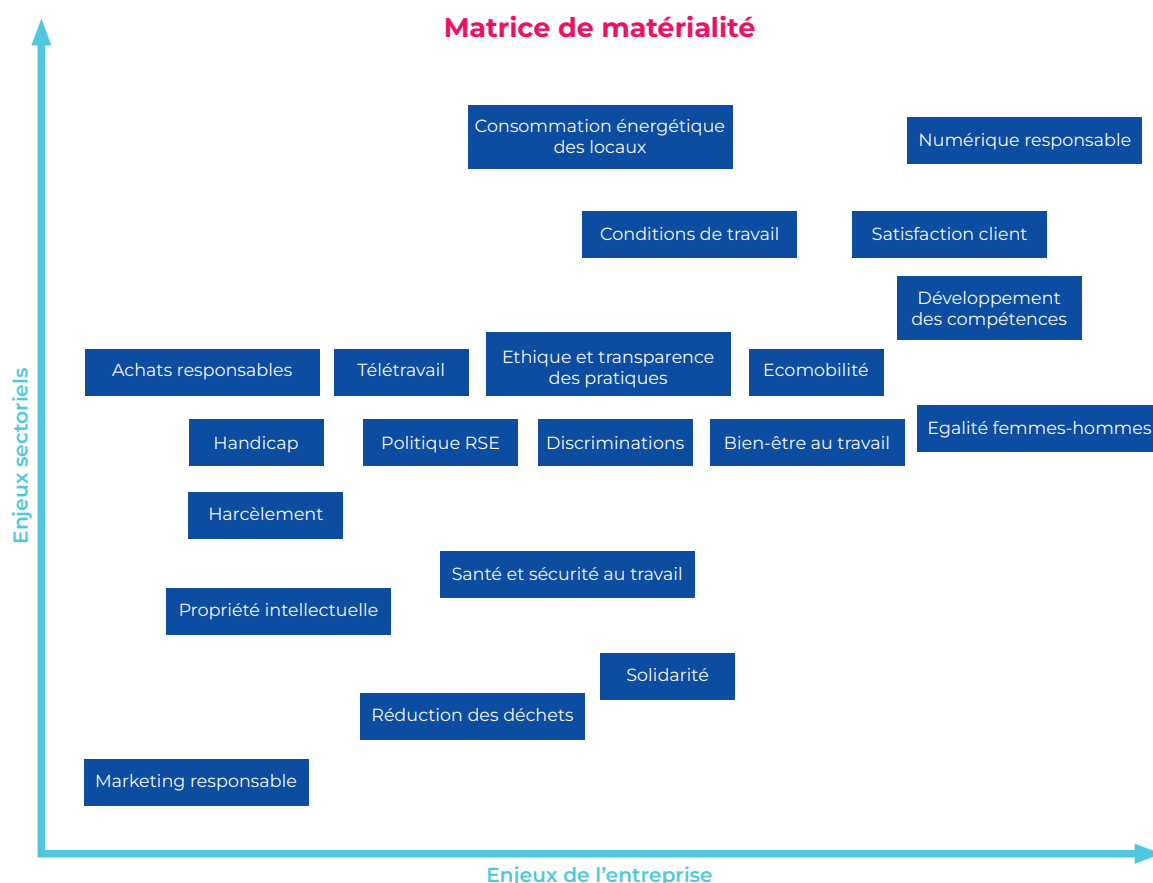 Matrice de matérialité
Consommation énergétique
des locaux
Numérique responsable
Conditions de travail
Satisfaction client
Développement
des compétences
Achats responsables
Télétravail
Ethique et transparence
des pratiques
Ecomobilité
Handicap
Politique RSE
Discriminations
Bien-être au travail
Egalité femmes-hommes
Harcèlement
Santé et sécurité au travail
Propriété intellectuelle
Solidarité
Réduction des déchets
Marketing responsable
Enjeux sectoriels
Enjeux de l’entreprise